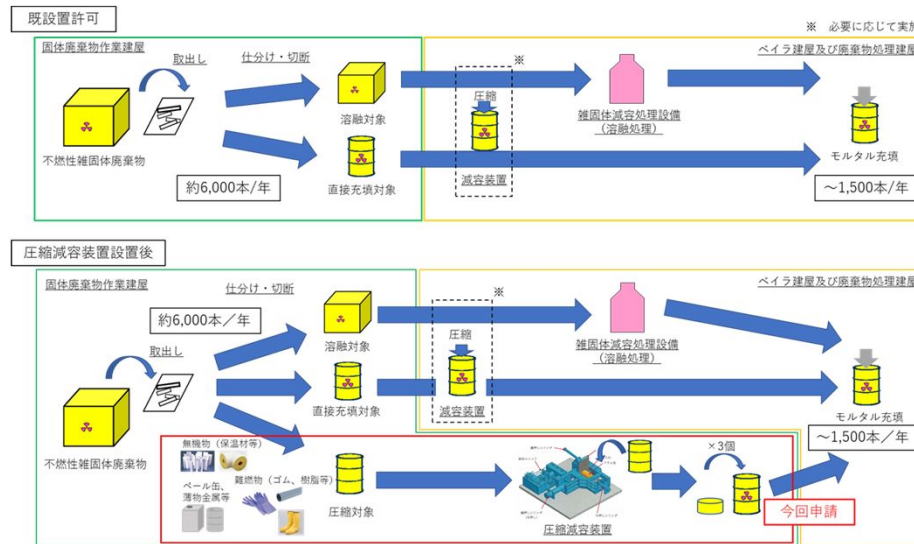 既設置許可
※ 必要に応じて実施
固体廃棄物作業建屋
ベイラ建屋及び廃棄物処理建屋
取出し
仕分け・切断
※
圧縮
溶融対象
雑固体減容処理設備
(溶融処理)
不燃性雑固体廃棄物
モルタル充填
減容装置
約6,000本/年
直接充填対象
～1,500本/年
圧縮減容装置設置後
固体廃棄物作業建屋
仕分け・切断
ベイラ建屋及び廃棄物処理建屋
※
約6,000本／年
取出し
圧縮
溶融対象
雑固体減容処理設備
(溶融処理)
減容装置
直接充填対象
モルタル充填
～1,500本／年
不燃性雑固体廃棄物
無機物（保温材等）
×3個
ペール缶、
薄物金属等
難燃物（ゴム、樹脂等）
圧縮対象
圧縮減容装置
今回申請